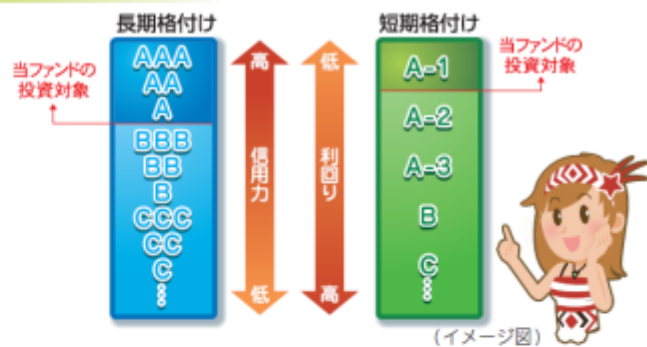 長期格付け
当ファンドの
投資対象
AAA
AA
A
BBB
BB
B
CCC
CC
C
高
信用力
低
低
利回り
高
短期格付け
A-1
A-2
A-3
B
C
当ファンドの
投資対象
(イメージ図)